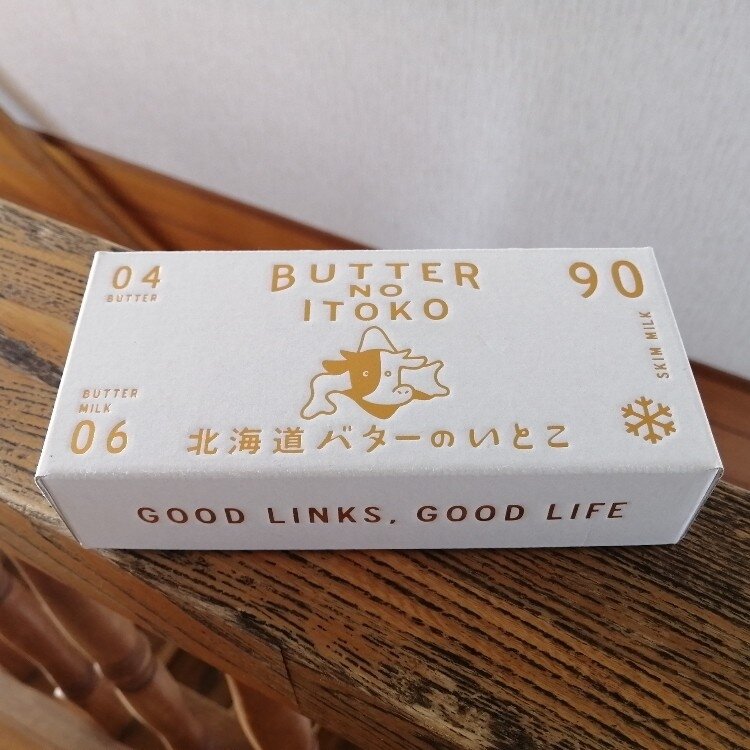 04
BUTTER
BUTTER
NO
ITOKO
90
SKIM MILK
BUTTER
MILK
06
北海道バターのいとこ
GOOD LINKS, GOOD LIFE